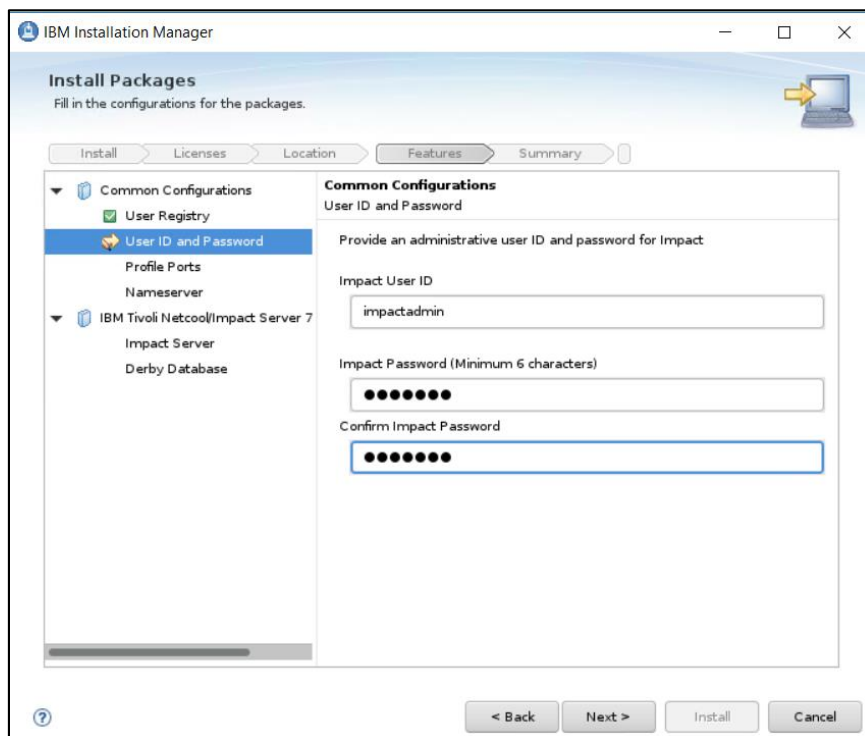 IBM Installation Manager
Install Packages
Fill in the configurations for the packages.
Install
Licenses
Location
Features
Summary
Common Configurations
User Registry
User ID and Password
Profile Ports
Nameserver
IBM Tivoli Netcool/Impact Server 7
Impact Server
Derby Database
Common Configurations
User ID and Password
Provide an administrative user ID and password for Impact
Impact User ID
impactadmin
Impact Password (Minimum 6 characters)
●●●●●●●
Confirm Impact Password
●●●●●●●
?
< Back
Next >
Install
Cancel